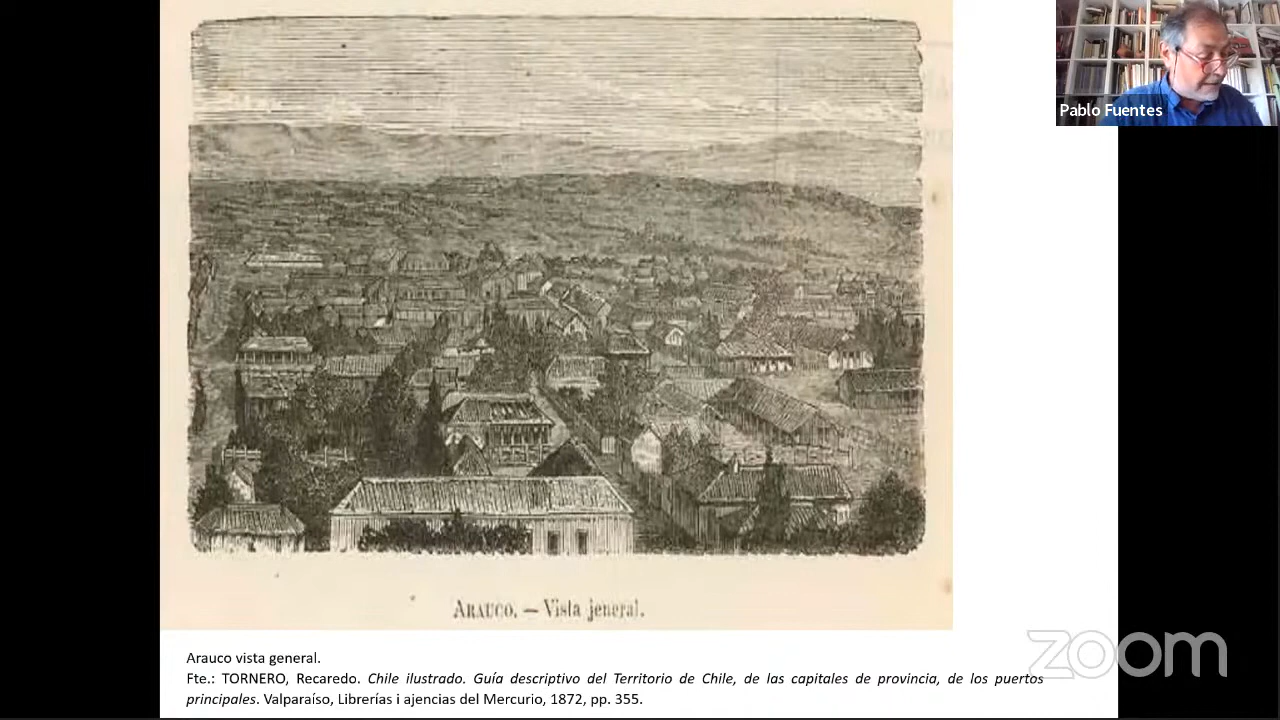 Pablo Fuentes
ARAUCO. — Vista jeneral.
Arauco vista general.
Fte.: TORNERO, Recaredo. Chile ilustrado. Guía descriptivo del Territorio de Chile, de las capitales de provincia, de los puertos
principales. Valparaíso, Librerías i ajencias del Mercurio, 1872, pp. 355.
zoom